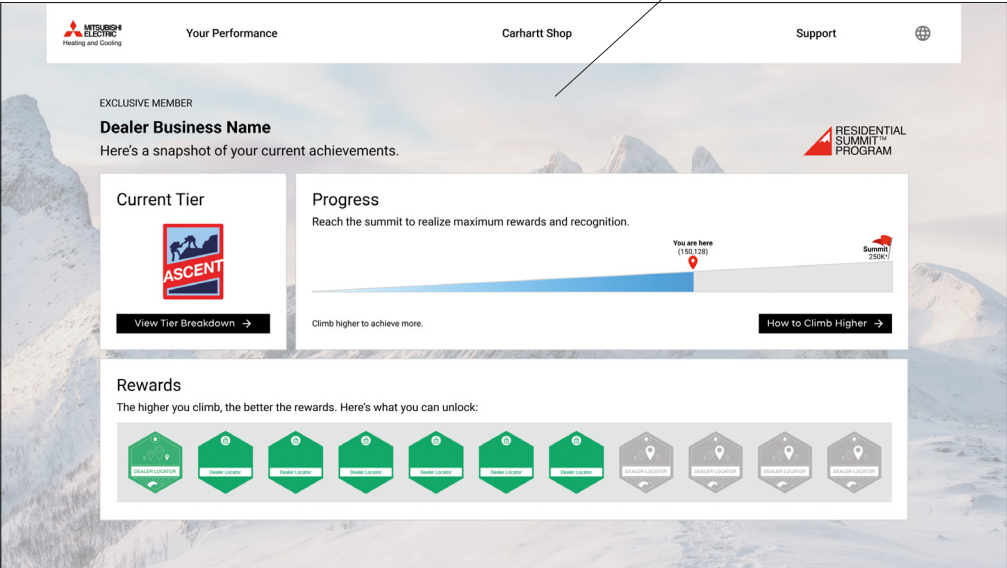 MITSUBISHI
ELECTRIC
Heating and Cooling
Your Performance
Carhartt Shop
Support
EXCLUSIVE MEMBER
Dealer Business Name
Here's a snapshot of your current achievements.
RESIDENTIAL
SUMMIT™
PROGRAM
Current Tier
ASCENT
View Tier Breakdown →
Progress
Reach the summit to realize maximum rewards and recognition.
You are here
(150,128)
Summit
250K+
Climb higher to achieve more.
How to Climb Higher →
Rewards
The higher you climb, the better the rewards. Here's what you can unlock:
DEALER LOCATOR
Dealer Locator
Dealer Locator
Dealer Locator
Dealer Locator
Dealer Locator
Dealer Locator
DEALER LOCATOR
DEALER LOCATOR
DEALER LOCATOR
DEALER LOCATOR